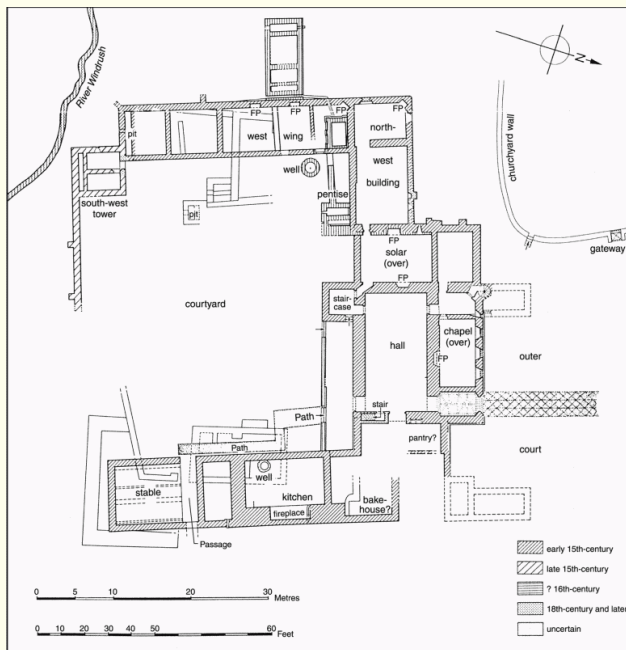 River Windrush
N
churchyard wall
gateway
FP
FP
FP
FP
pit
west
wing
north-
west
building
well
pentise
south-west
tower
pit
FP
solar
(over)
FP
stair-
case
courtyard
hall
chapel
(over)
FP
outer
Path
stair
court
pantry?
Path
well
stable
kitchen
fireplace
bake-
house?
Passage
early 15th-century
late 15th-century
? 16th-century
18th-century and later
uncertain
0 5 10 20 30
Metres
0 10 20 30 40 50 60
Feet